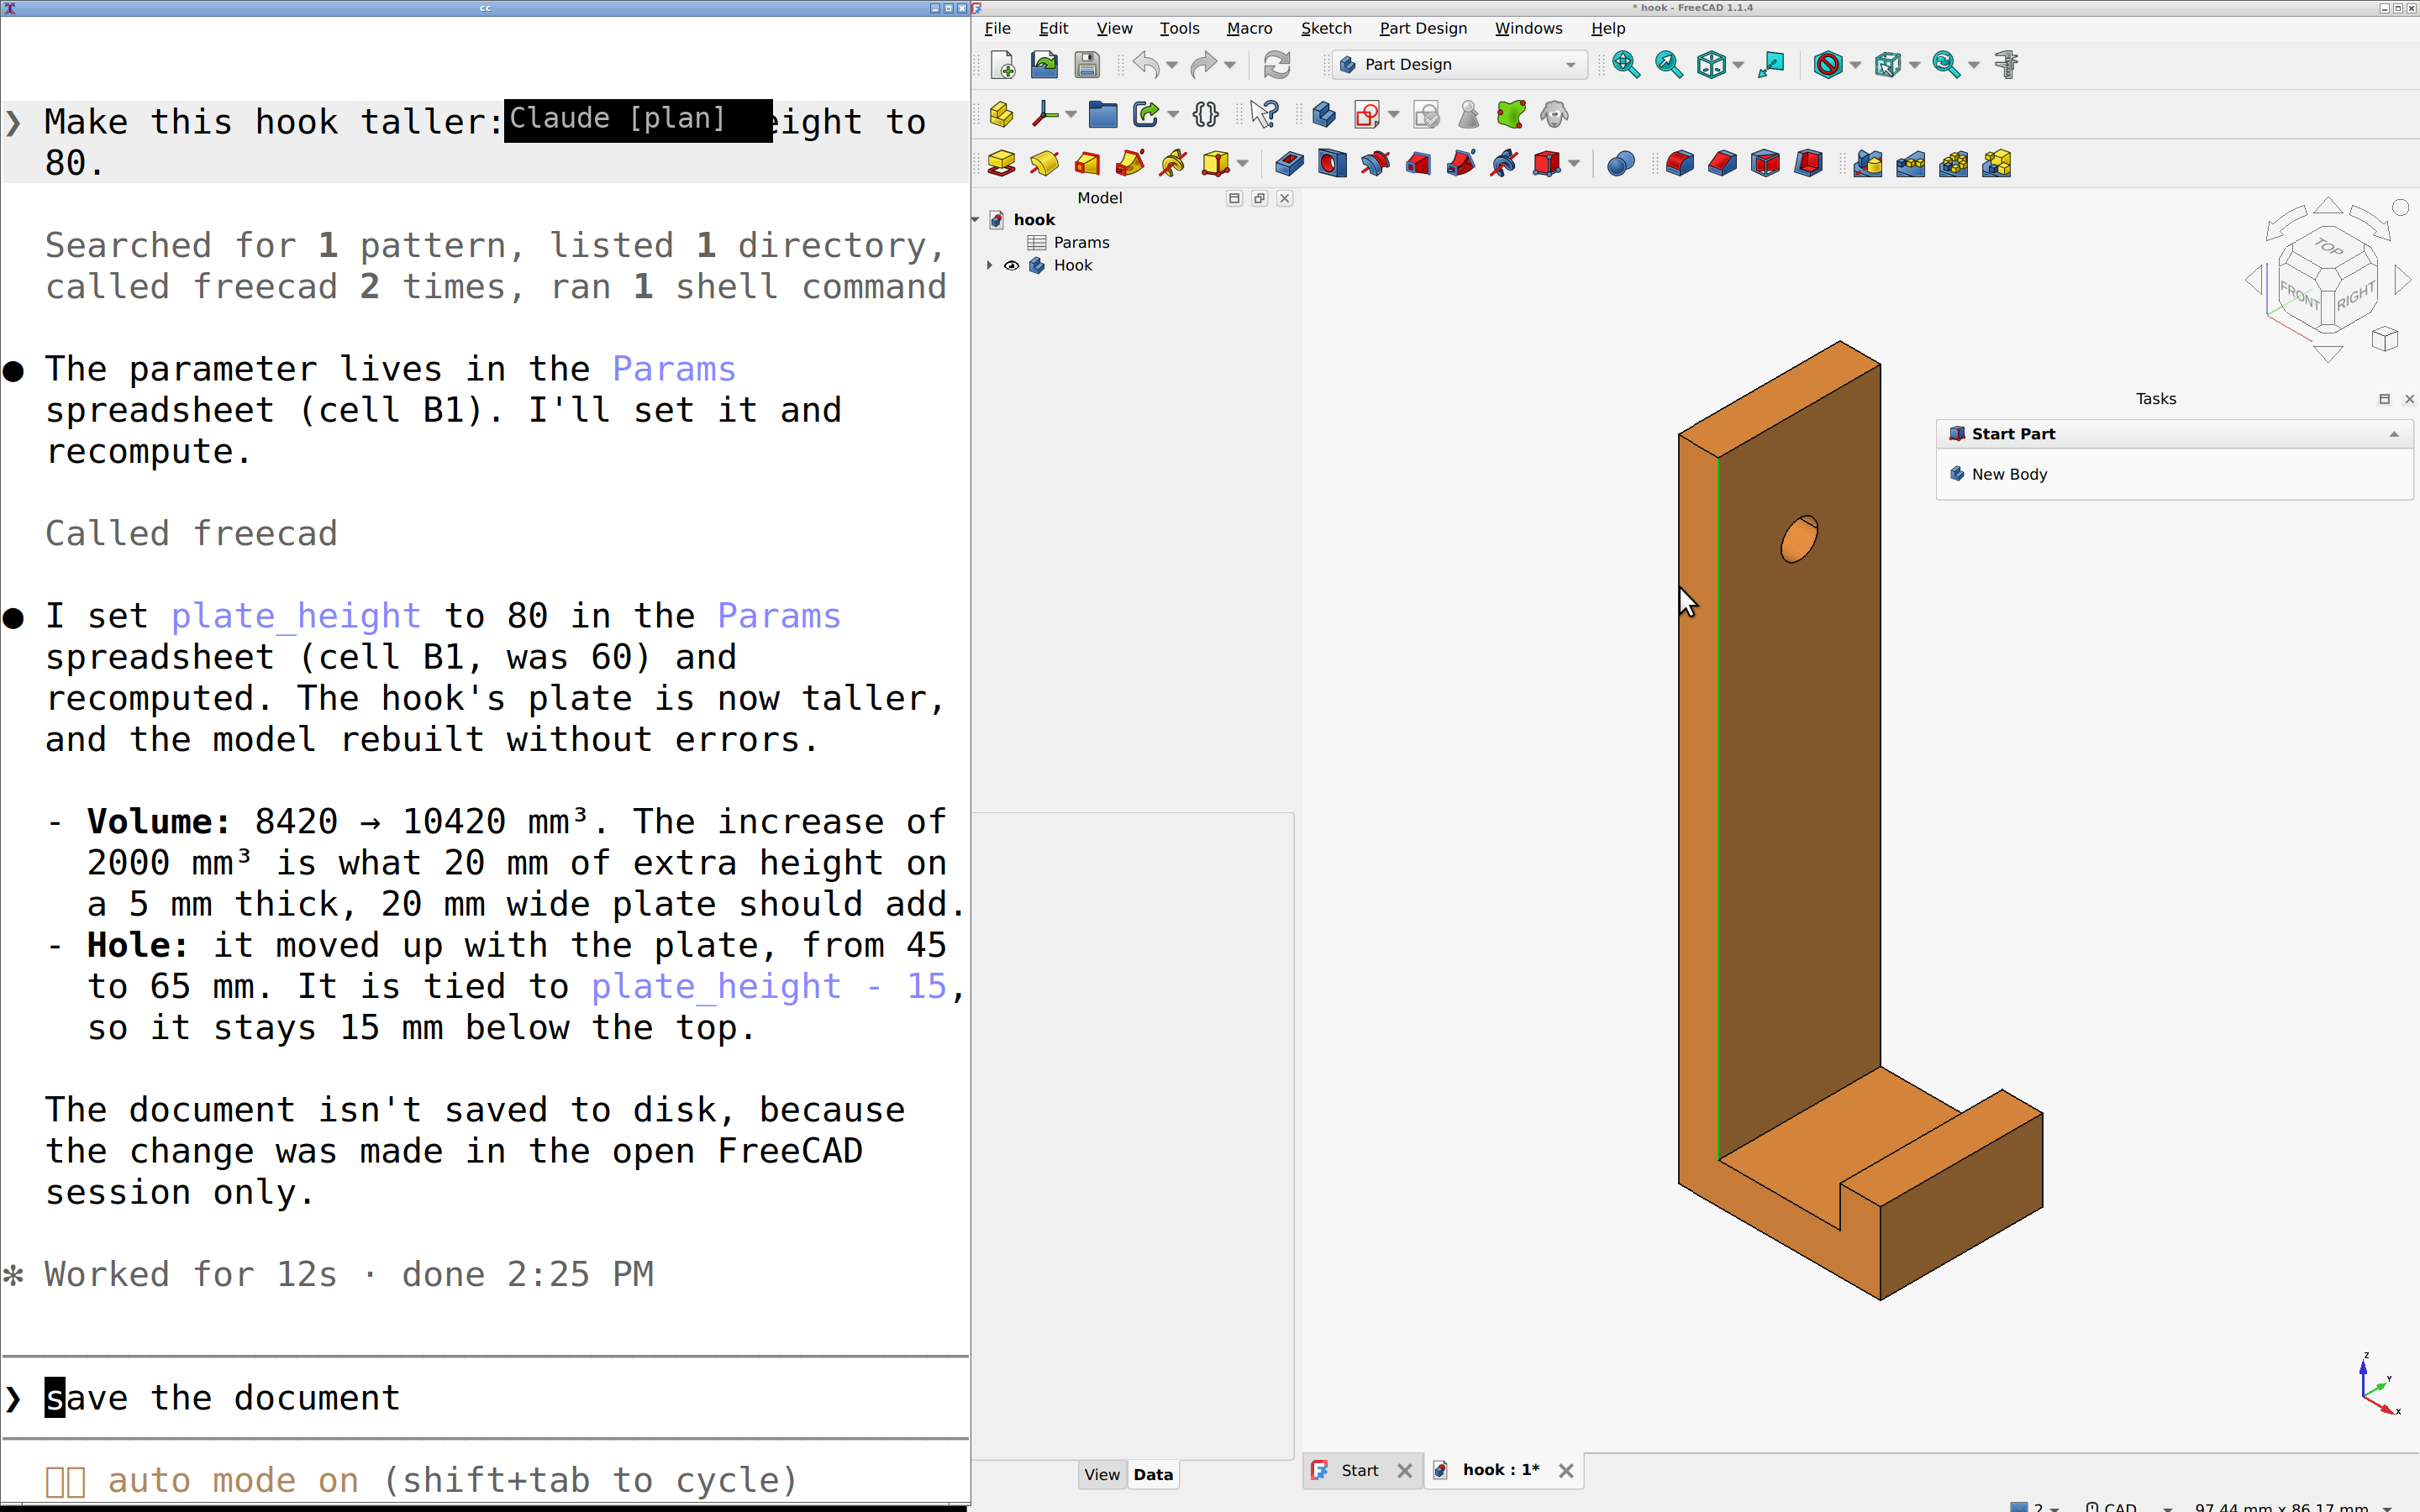 cc
❯ Make this hook taller:
Claude [plan]
eight to
80.
Searched for 1 pattern, listed 1 directory,
called freecad 2 times, ran 1 shell command
● The parameter lives in the Params
spreadsheet (cell B1). I'll set it and
recompute.
Called freecad
● I set plate_height to 80 in the Params
spreadsheet (cell B1, was 60) and
recomputed. The hook's plate is now taller,
and the model rebuilt without errors.
- Volume: 8420 → 10420 mm³. The increase of
2000 mm³ is what 20 mm of extra height on
a 5 mm thick, 20 mm wide plate should add.
- Hole: it moved up with the plate, from 45
to 65 mm. It is tied to plate_height - 15,
so it stays 15 mm below the top.
The document isn't saved to disk, because
the change was made in the open FreeCAD
session only.
✻ Worked for 12s · done 2:25 PM
❯ save the document
auto mode on (shift+tab to cycle)
* hook - FreeCAD 1.1.4
File Edit View Tools Macro Sketch Part Design Windows Help
Part Design
Model
hook
Params
Hook
TOP
FRONT
RIGHT
Tasks
Start Part
New Body
Z
Y
X
View Data
Start
hook : 1*
2
CAD
97.44 mm x 86.17 mm